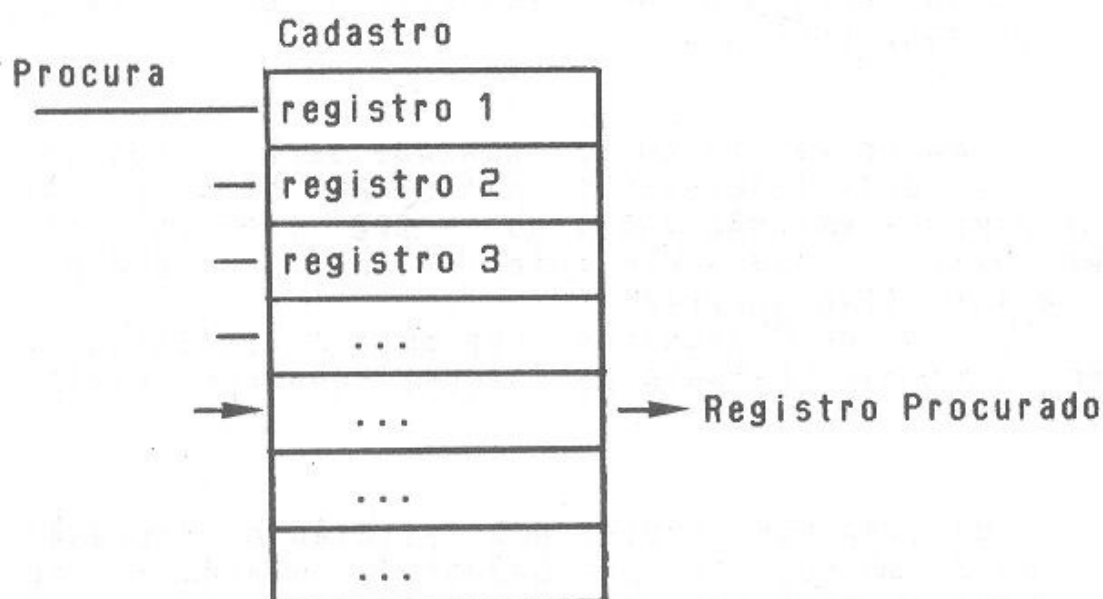 Cadastro
Procura
registro 1
registro 2
registro 3
...
...
Registro Procurado
...
...